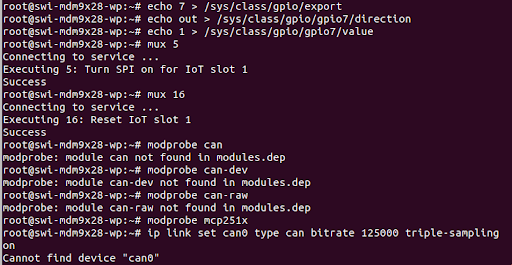 root@swi-mdm9x28-wp:~# echo 7 > /sys/class/gpio/export
root@swi-mdm9x28-wp:~# echo out > /sys/class/gpio/gpio7/direction
root@swi-mdm9x28-wp:~# echo 1 > /sys/class/gpio/gpio7/value
root@swi-mdm9x28-wp:~# mux 5
Connecting to service ...
Executing 5: Turn SPI on for IoT slot 1
Success
root@swi-mdm9x28-wp:~# mux 16
Connecting to service ...
Executing 16: Reset IoT slot 1
Success
root@swi-mdm9x28-wp:~# modprobe can
modprobe: module can not found in modules.dep
root@swi-mdm9x28-wp:~# modprobe can-dev
modprobe: module can-dev not found in modules.dep
root@swi-mdm9x28-wp:~# modprobe can-raw
modprobe: module can-raw not found in modules.dep
root@swi-mdm9x28-wp:~# modprobe mcp251x
root@swi-mdm9x28-wp:~# ip link set can0 type can bitrate 125000 triple-sampling
on
Cannot find device "can0"